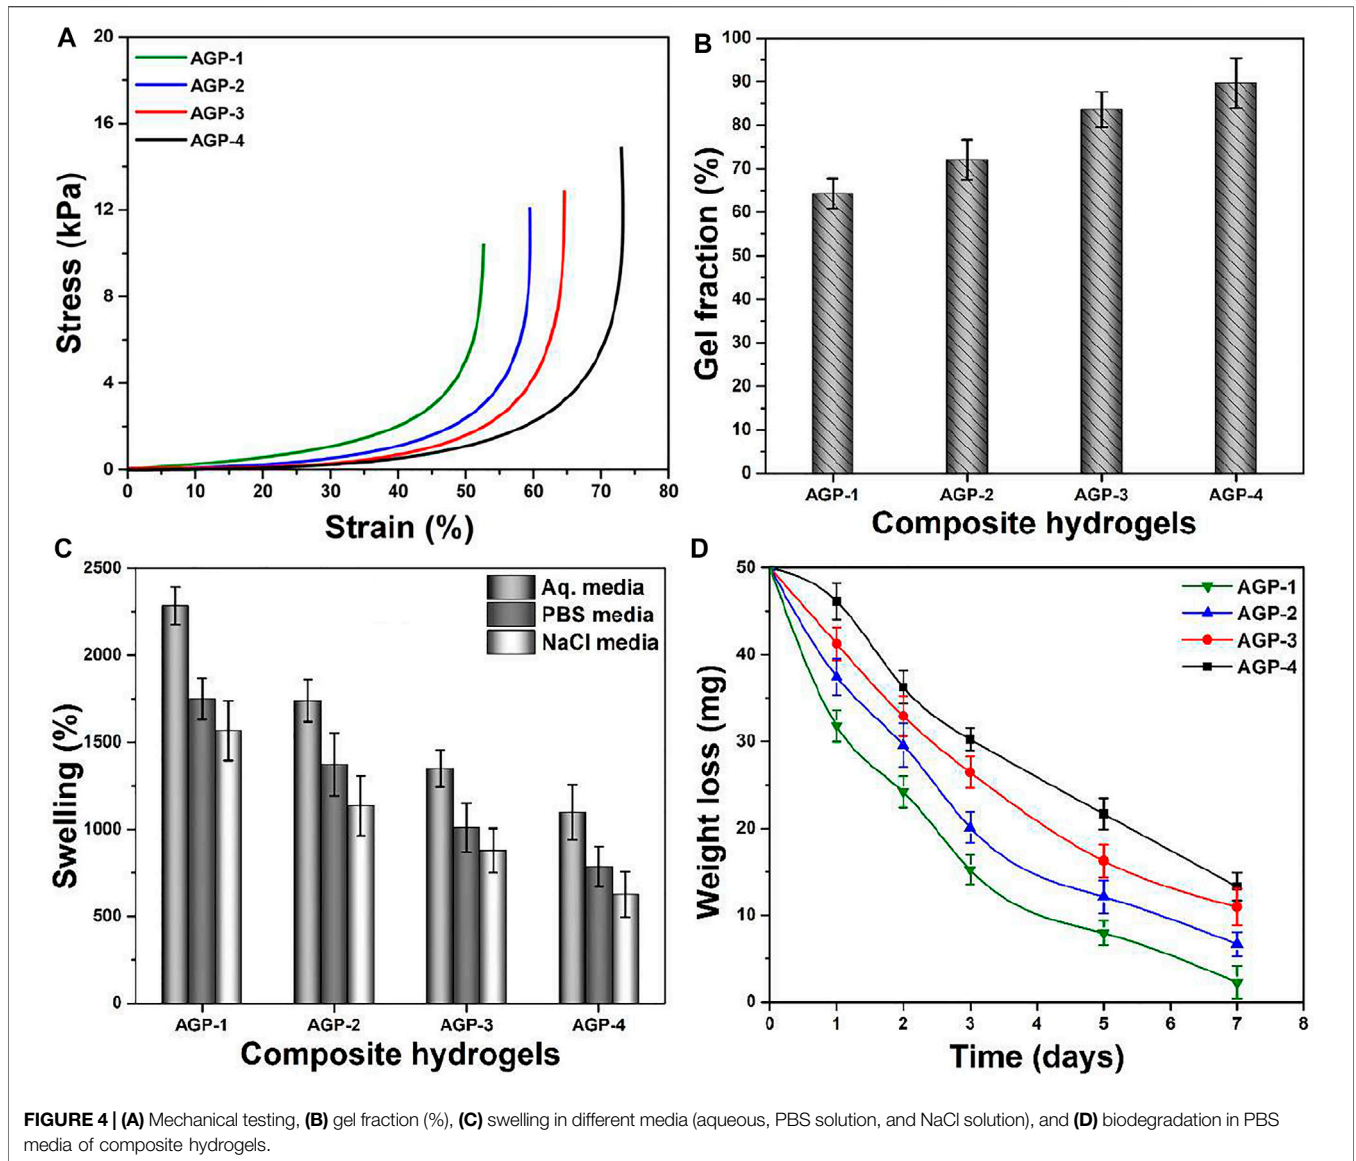 A
20
16
12
8
4
0
AGP-1
AGP-2
AGP-3
AGP-4
Stress (kPa)
0 10 20 30 40 50 60 70 80
Strain (%)
B
100
90
80
70
60
50
40
30
20
10
0
Gel fraction (%)
AGP-1 AGP-2 AGP-3 AGP-4
Composite hydrogels
C
2500
2000
1500
1000
500
0
Aq. media
PBS media
NaCl media
Swelling (%)
AGP-1 AGP-2 AGP-3 AGP-4
Composite hydrogels
D
50
40
30
20
10
0
AGP-1
AGP-2
AGP-3
AGP-4
Weight loss (mg)
0 1 2 3 4 5 6 7 8
Time (days)
FIGURE 4 | (A) Mechanical testing, (B) gel fraction (%), (C) swelling in different media (aqueous, PBS solution, and NaCl solution), and (D) biodegradation in PBS
media of composite hydrogels.